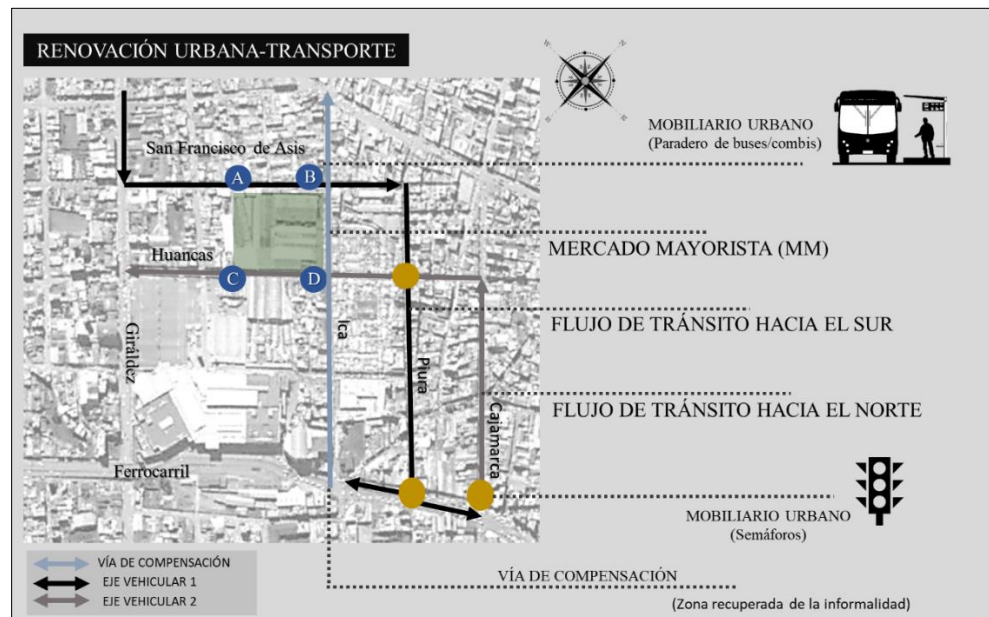 RENOVACIÓN URBANA-TRANSPORTE
MOBILIARIO URBANO
(Paradero de buses/combis)
San Francisco de Asis
A
B
MERCADO MAYORISTA (MM)
Huancas
C
D
FLUJO DE TRÁNSITO HACIA EL SUR
Giráldez
Ica
Piura
Cajamarca
FLUJO DE TRÁNSITO HACIA EL NORTE
Ferrocarril
MOBILIARIO URBANO
(Semáforos)
VÍA DE COMPENSACIÓN
EJE VEHICULAR 1
EJE VEHICULAR 2
VÍA DE COMPENSACIÓN
(Zona recuperada de la informalidad)